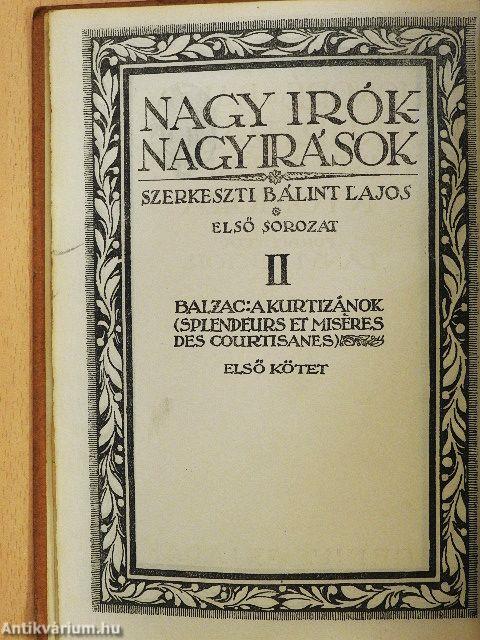 NAGY IRÓK-
NAGY IRÁSOK
SZERKESZTI BÁLINT LAJOS
ELSŐ SOROZAT
II
BALZAC: A KURTIZÁNOK
(SPLENDEURS ET MISÈRES
DES COURTISANES)
ELSŐ KÖTET
Antikvárium.hu